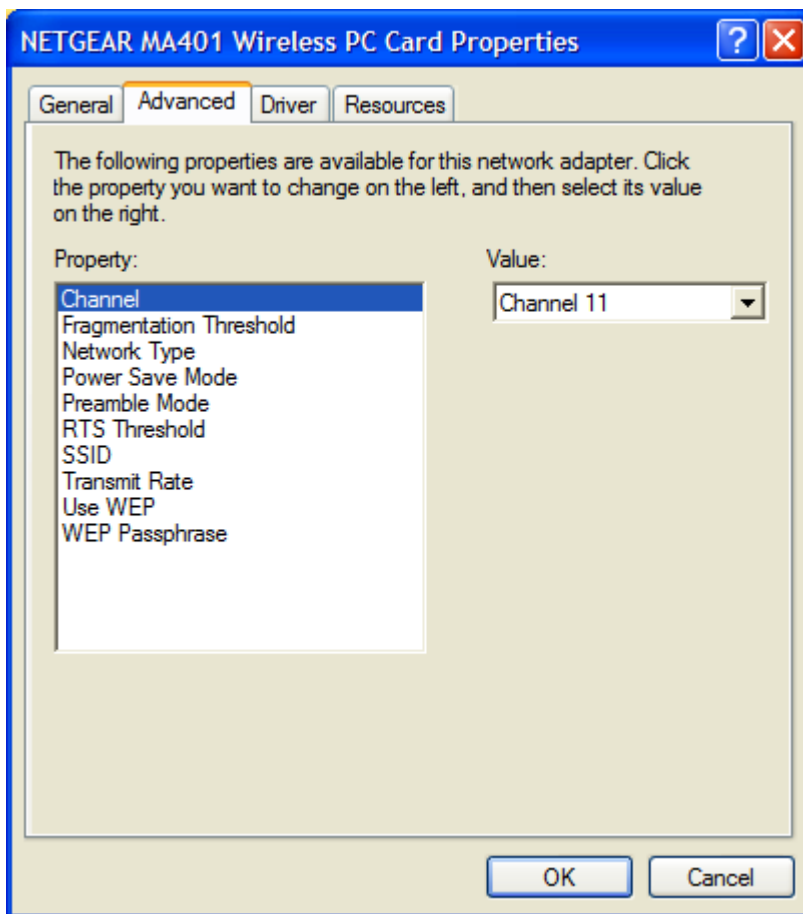 NETGEAR MA401 Wireless PC Card Properties
General Advanced Driver Resources
The following properties are available for this network adapter. Click
the property you want to change on the left, and then select its value
on the right.
Property:
Value:
Channel
Channel 11
Fragmentation Threshold
Network Type
Power Save Mode
Preamble Mode
RTS Threshold
SSID
Transmit Rate
Use WEP
WEP Passphrase
OK Cancel